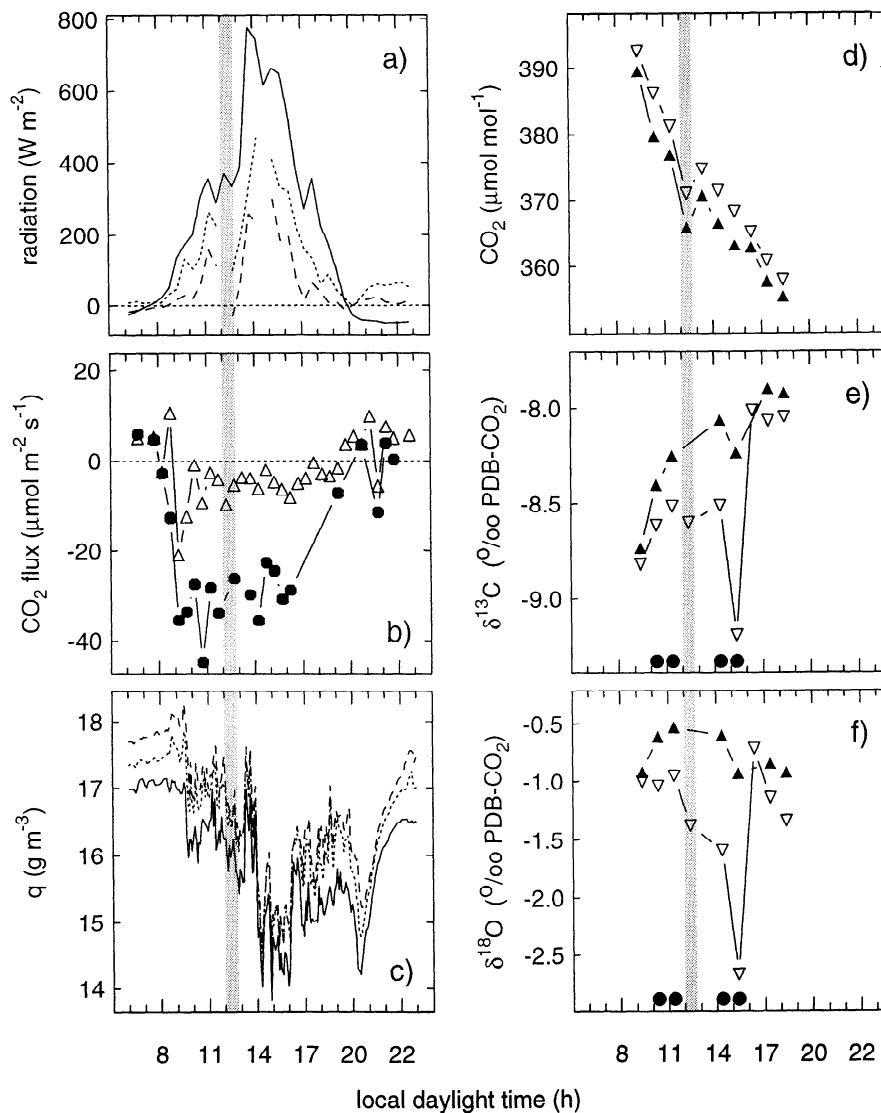 a)
800
600
400
200
0
radiation (W m⁻²)
b)
20
0
-20
-40
CO₂ flux (μmol m⁻² s⁻¹)
c)
18
17
16
15
14
q (g m⁻³)
8 11 14 17 20 22
d)
390
380
370
360
CO₂ (μmol mol⁻¹)
e)
-8.0
-8.5
-9.0
δ¹³C (⁰/oo PDB-CO₂)
f)
-0.5
-1.0
-1.5
-2.0
-2.5
δ¹⁸O (⁰/oo PDB-CO₂)
8 11 14 17 20 22
local daylight time (h)